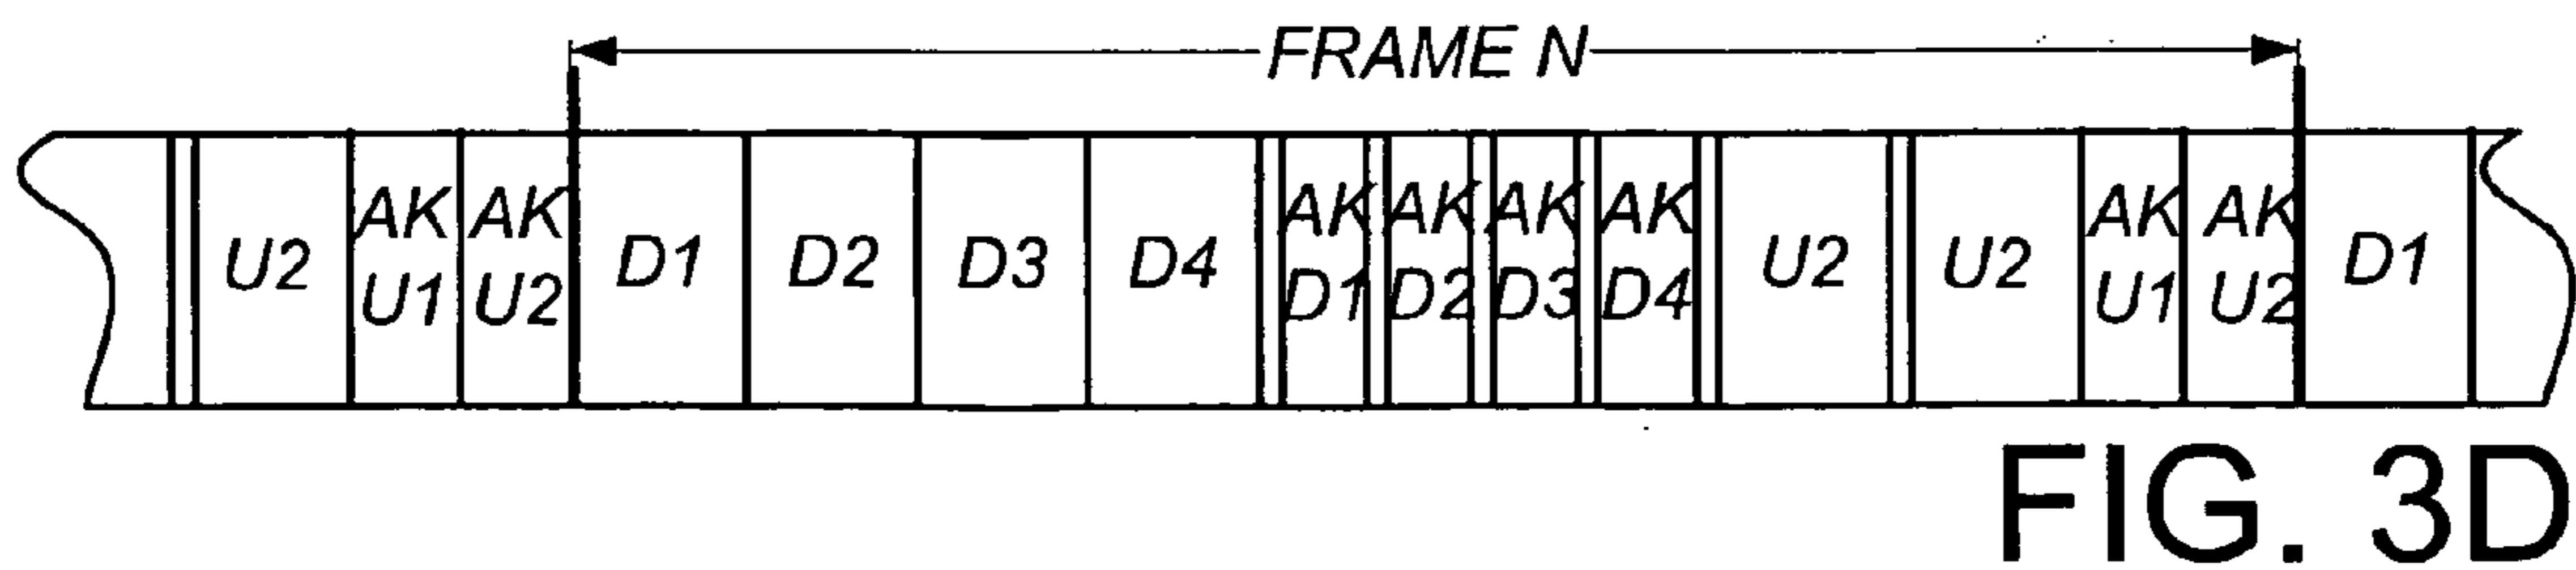 FRAME N
AK AK AK AK AK AK AK AK
U2 D1 D2 D3 D4 U2 U2 D1
U1 U2 D1 D2 D3 D4 U1 U2
FIG. 3D